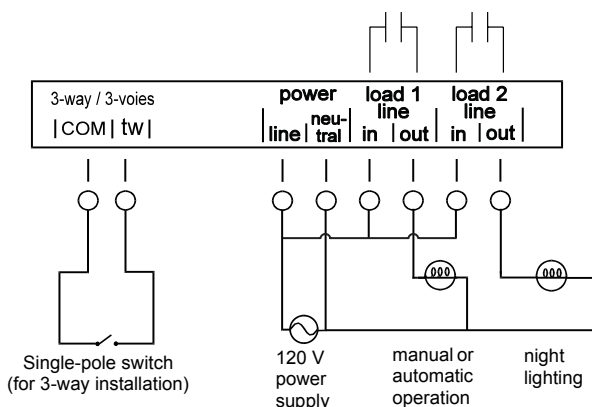 3-way / 3-voies
|COM| tw|
power
|line|neu-tral|
load 1
line
in |out|
load 2
line
in |out|
Single-pole switch
(for 3-way installation)
120 V
power
supply
manual or
automatic
operation
night
lighting